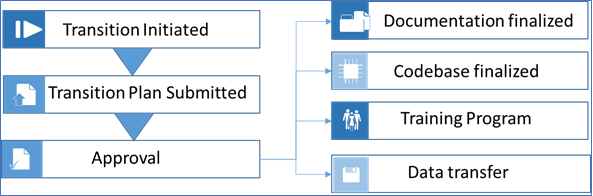 Transition Initiated
Transition Plan Submitted
Approval
Documentation finalized
Codebase finalized
Training Program
Data transfer